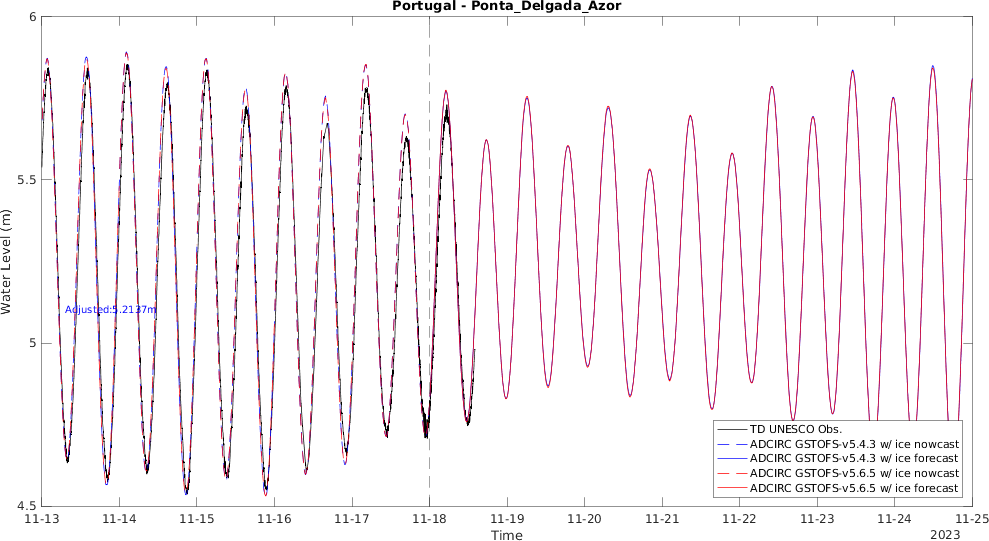 Portugal - Ponta_Delgada_Azor
6
5.5
5
4.5
Water Level (m)
Adjusted:5.2137m
TD UNESCO Obs.
ADCIRC GSTOFS-v5.4.3 w/ ice nowcast
ADCIRC GSTOFS-v5.4.3 w/ ice forecast
ADCIRC GSTOFS-v5.6.5 w/ ice nowcast
ADCIRC GSTOFS-v5.6.5 w/ ice forecast
11-13 11-14 11-15 11-16 11-17 11-18 11-19 11-20 11-21 11-22 11-23 11-24 11-25
Time
2023